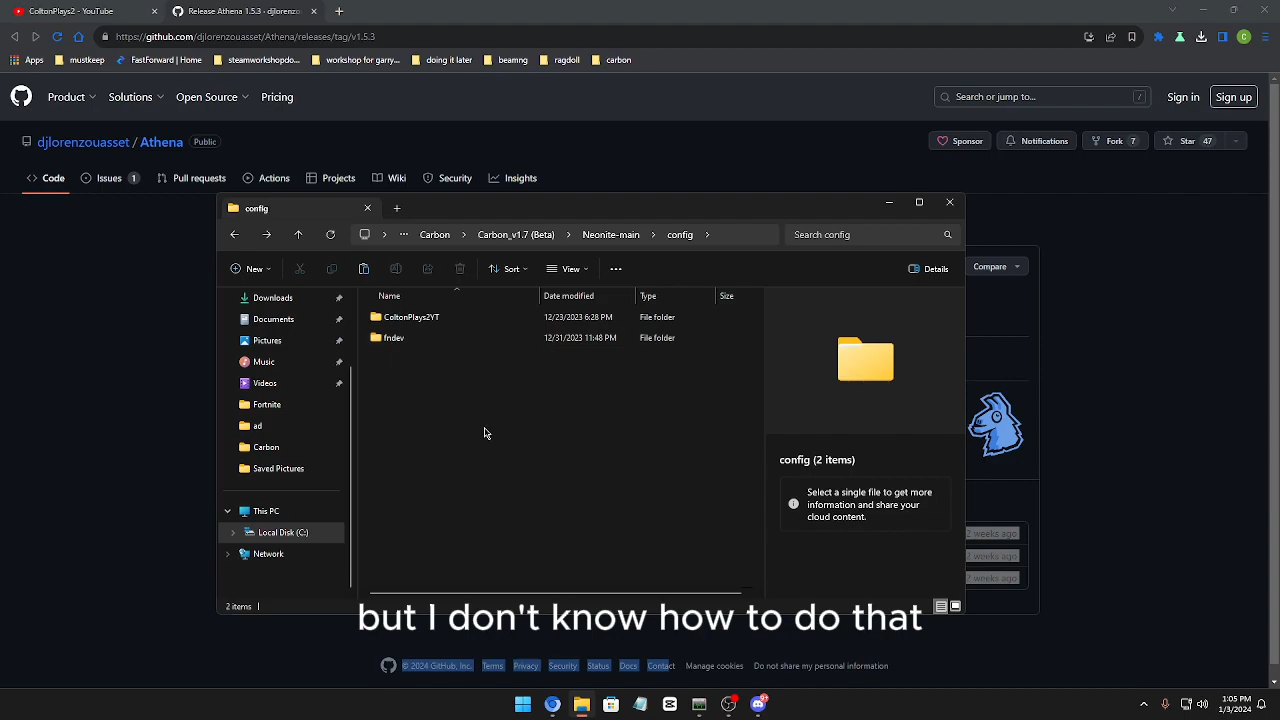 ColtonPlays2 - YouTube
Release Athena 1.5.3 · djlorenzo
https://github.com/djlorenzouasset/Athena/releases/tag/v1.5.3
C
Apps mustkeep FastForward | Home steamworkshopdo... workshop for garry... doing it later beamng ragdoll carbon
Product Solutions Open Source Pricing
Search or jump to... /
Sign in Sign up
djlorenzouasset / Athena Public
Sponsor Notifications Fork 7 Star 47
Code Issues 1 Pull requests Actions Projects Wiki Security Insights
config
... Carbon > Carbon_v1.7 (Beta) > Neonite-main > config >
Search config
New Sort View ... Details
Compare
Downloads
Documents
Pictures
Music
Videos
Fortnite
ad
Carbon
Saved Pictures
This PC
Local Disk (C:)
Network
Name Date modified Type Size
ColtonPlays2YT 12/23/2023 6:28 PM File folder
fndev 12/31/2023 11:48 PM File folder
config (2 items)
Select a single file to get more
information and share your
cloud content.
2 weeks ago
2 weeks ago
2 weeks ago
2 items
but I don't know how to do that
© 2024 GitHub, Inc. Terms Privacy Security Status Docs Contact Manage cookies Do not share my personal information
1:05 PM
1/3/2024